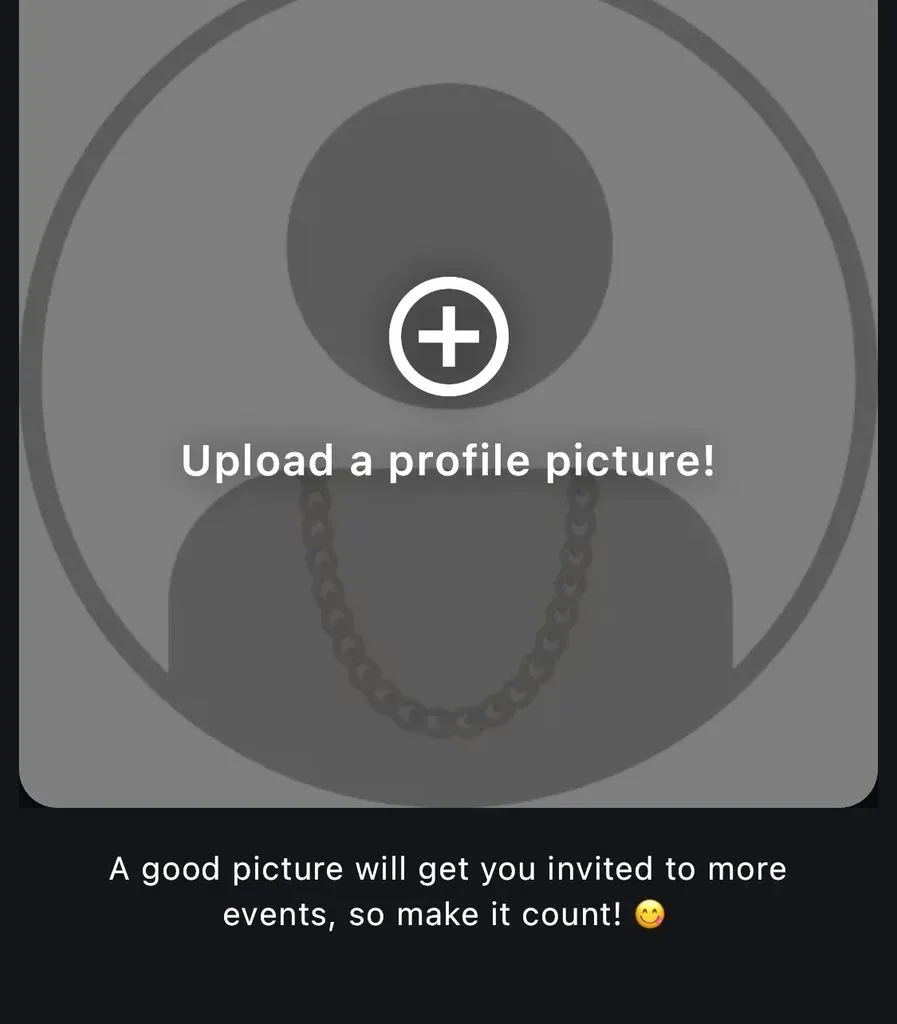 Upload a profile picture!
A good picture will get you invited to more
events, so make it count! 😋